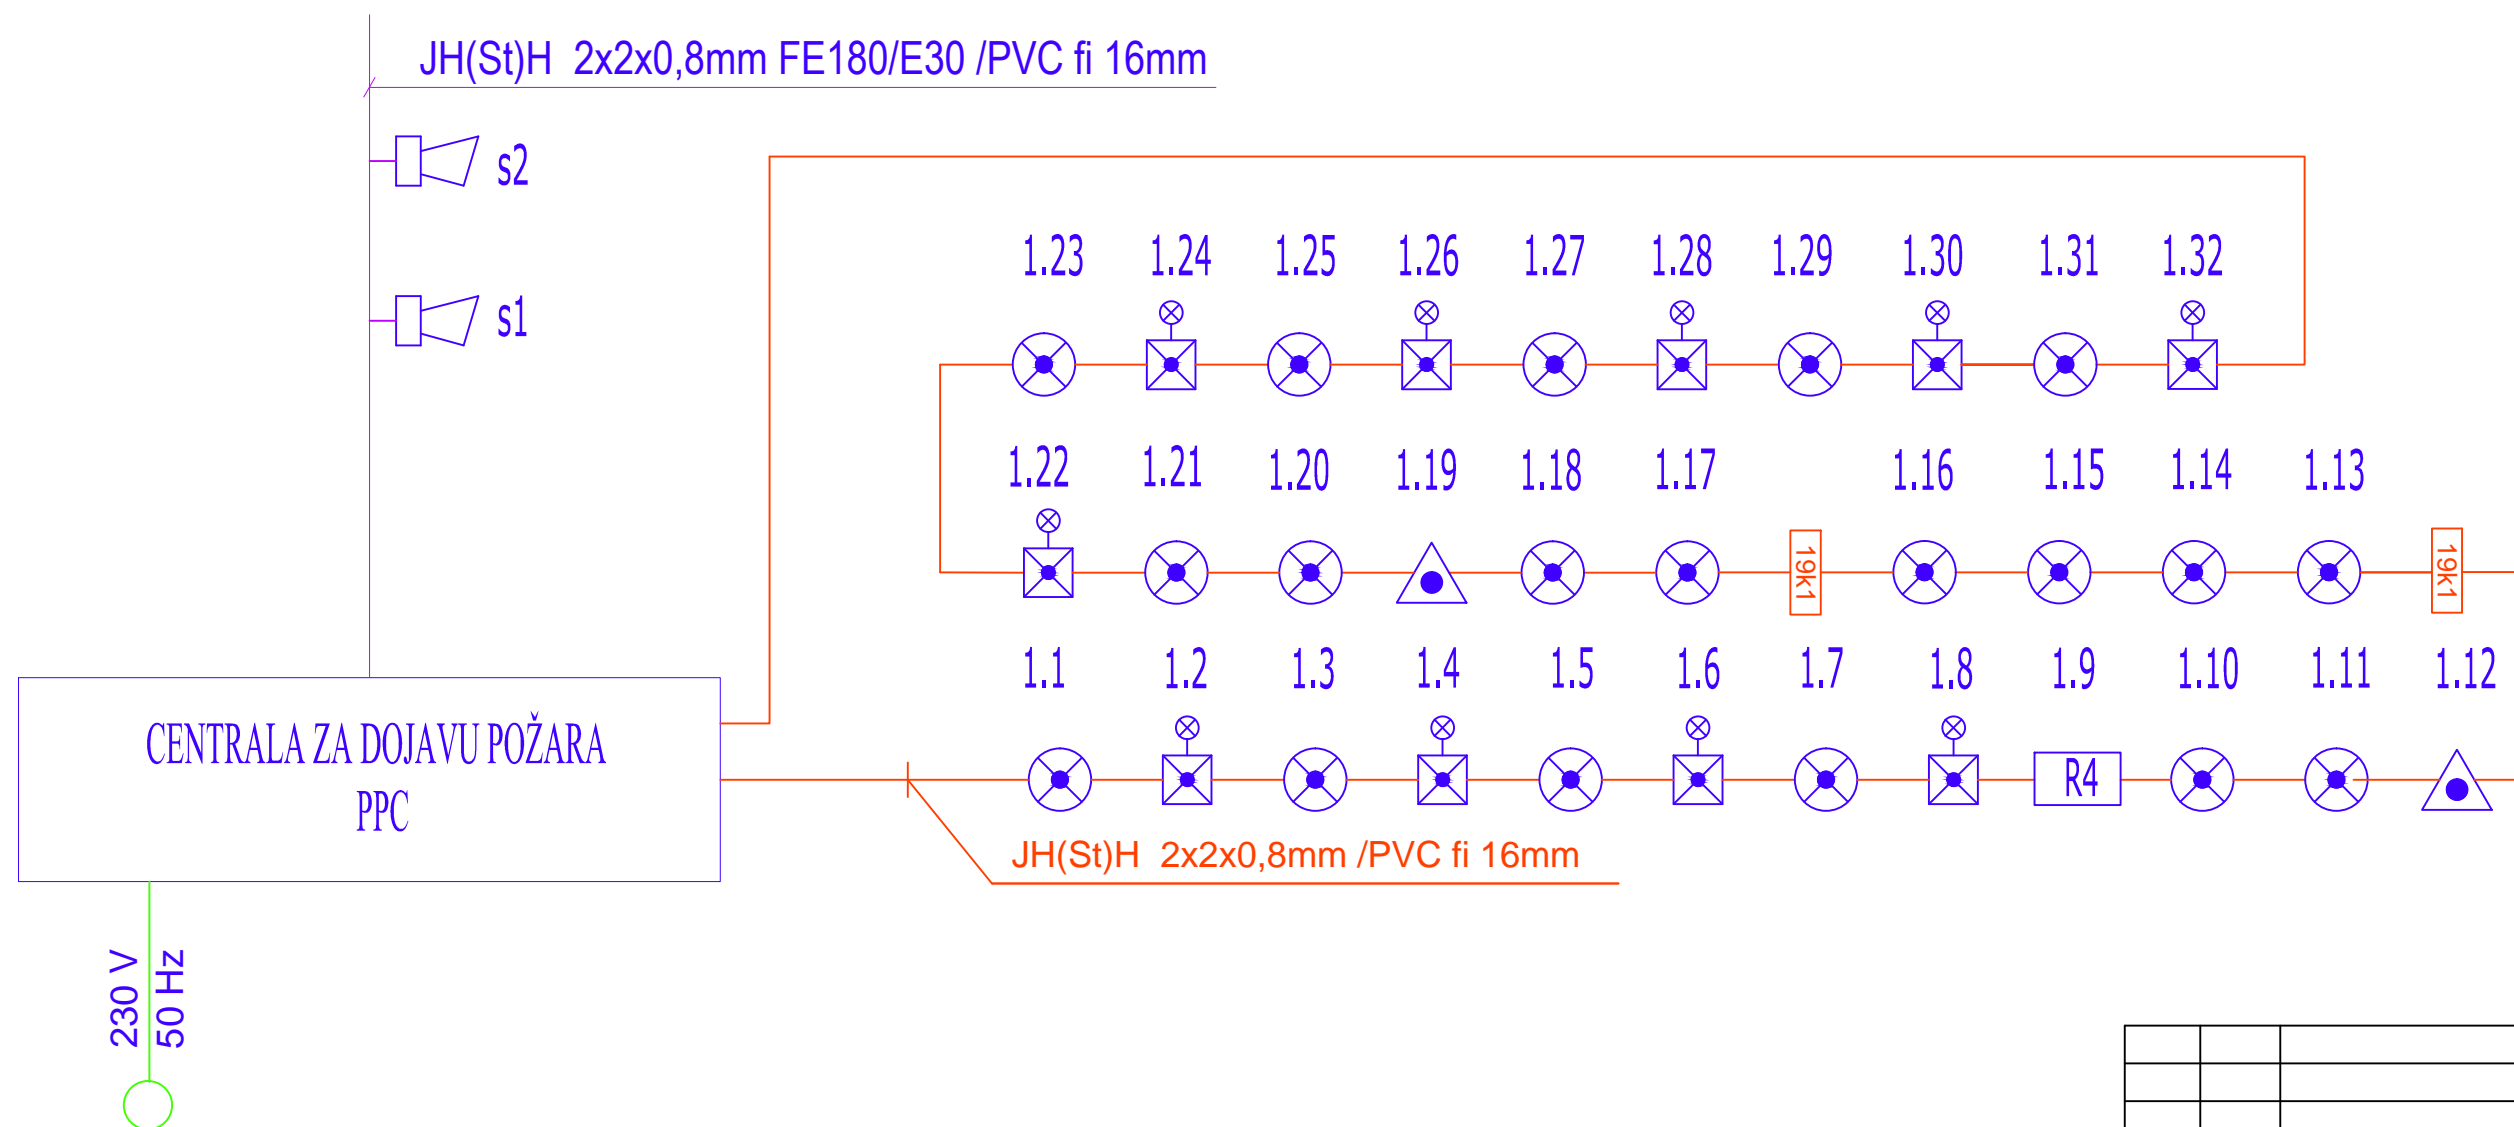 JH(St)H 2x2x0,8mm FE180/E30 /PVC fi 16mm
s2
s1
1.23 1.24 1.25 1.26 1.27 1.28 1.29 1.30 1.31 1.32
1.22 1.21 1.20 1.19 1.18 1.17 1.16 1.15 1.14 1.13
19k1 19k1
1.1 1.2 1.3 1.4 1.5 1.6 1.7 1.8 1.9 1.10 1.11 1.12
R4
CENTRALA ZA DOJAVU POŽARA
PPC
JH(St)H 2x2x0,8mm /PVC fi 16mm
230 V
50 Hz